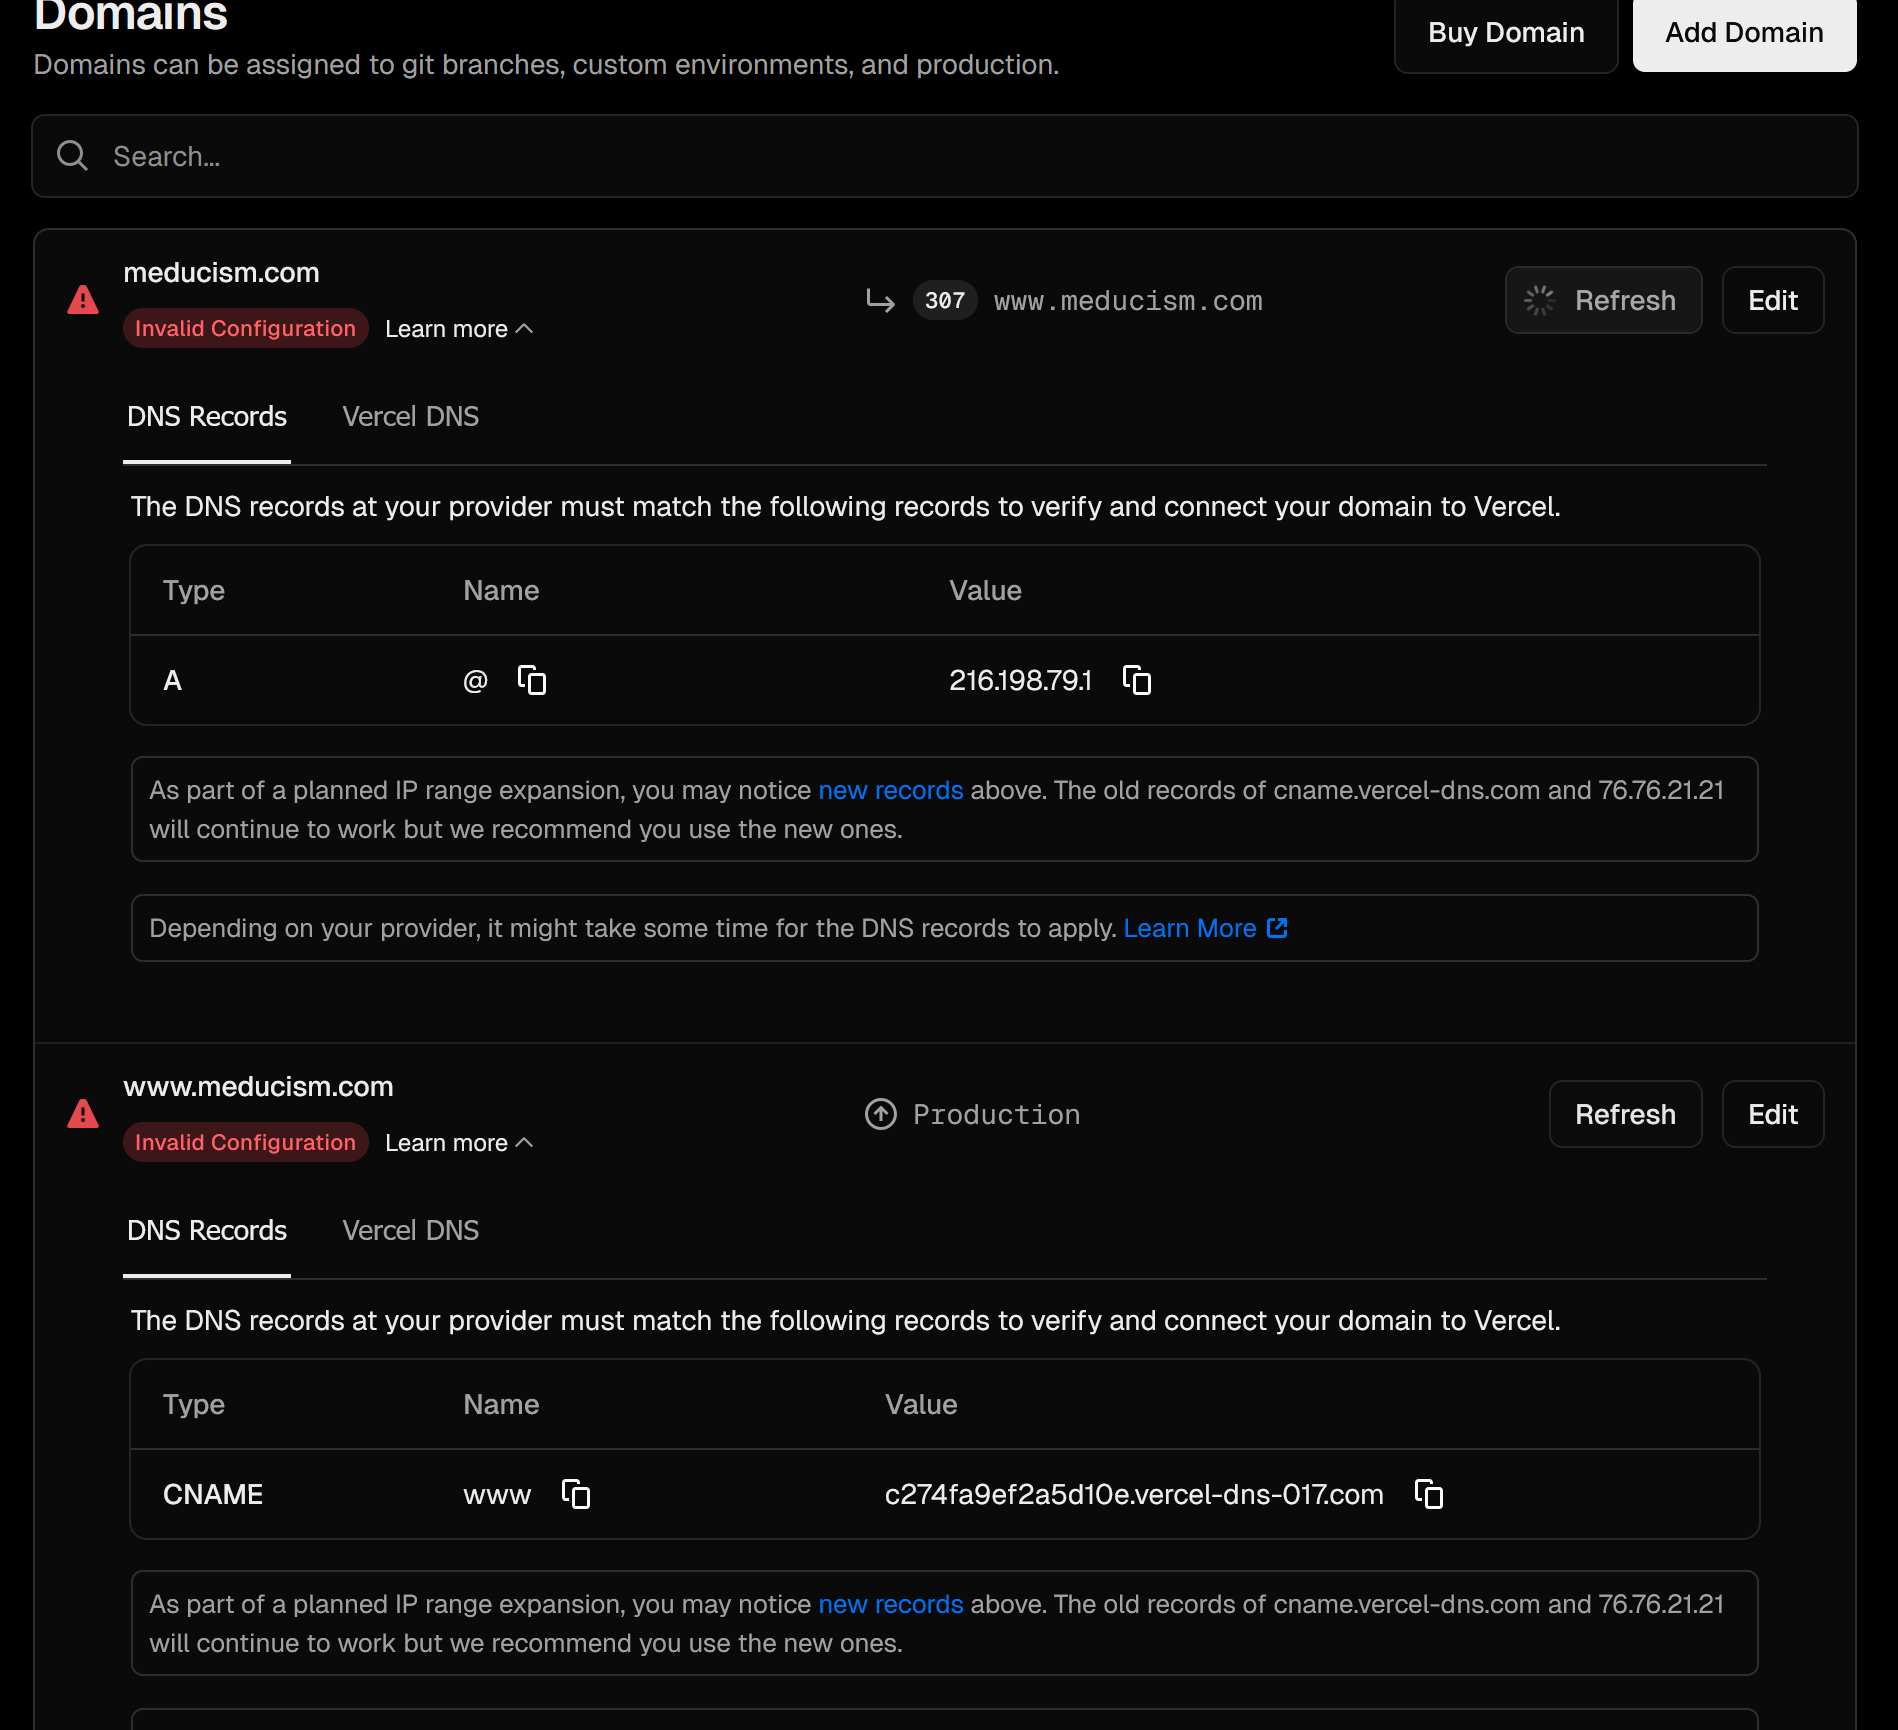 Domains
Domains can be assigned to git branches, custom environments, and production.
Buy Domain
Add Domain
Search...
meducism.com
Invalid Configuration
Learn more
307
www.meducism.com
Refresh
Edit
DNS Records
Vercel DNS
The DNS records at your provider must match the following records to verify and connect your domain to Vercel.
Type Name Value
A @ 216.198.79.1
As part of a planned IP range expansion, you may notice new records above. The old records of cname.vercel-dns.com and 76.76.21.21
will continue to work but we recommend you use the new ones.
Depending on your provider, it might take some time for the DNS records to apply. Learn More
www.meducism.com
Invalid Configuration
Learn more
Production
Refresh
Edit
DNS Records
Vercel DNS
The DNS records at your provider must match the following records to verify and connect your domain to Vercel.
Type Name Value
CNAME www c274fa9ef2a5d10e.vercel-dns-017.com
As part of a planned IP range expansion, you may notice new records above. The old records of cname.vercel-dns.com and 76.76.21.21
will continue to work but we recommend you use the new ones.